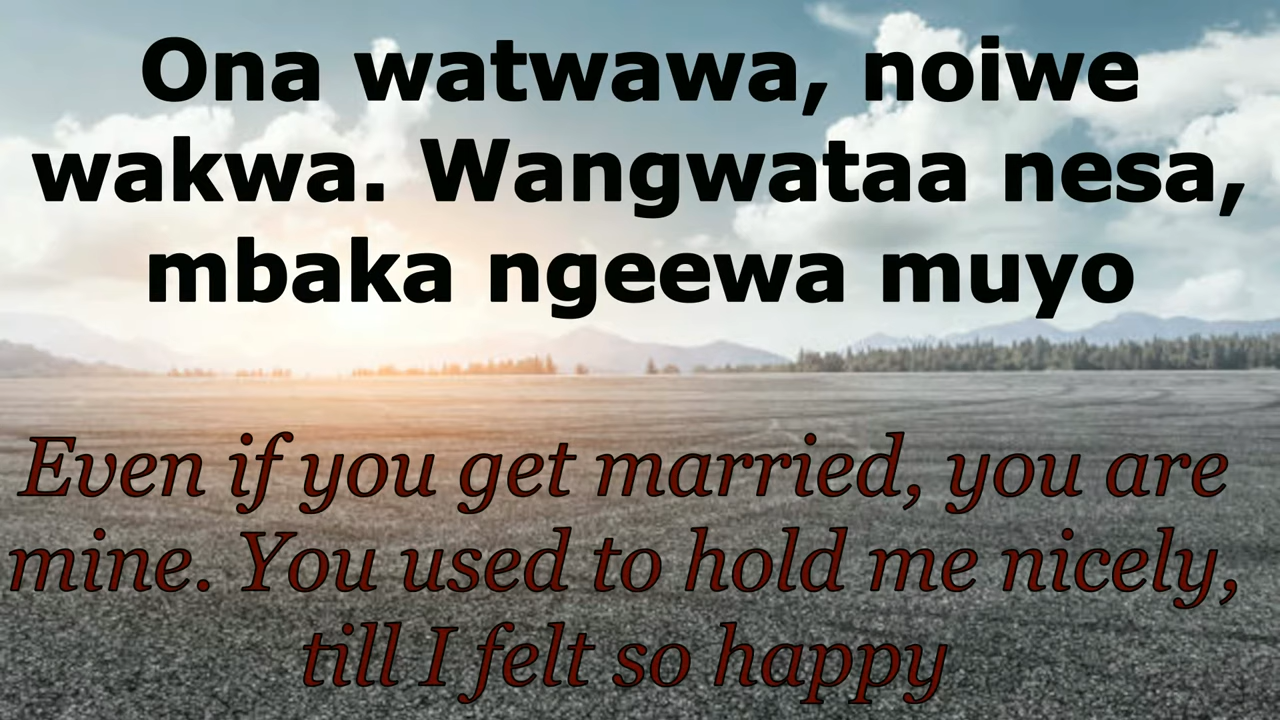 Ona watwawa, noiwe
wakwa. Wangwataa nesa,
mbaka ngeewa muyo
Even if you get married, you are
mine. You used to hold me nicely,
till I felt so happy